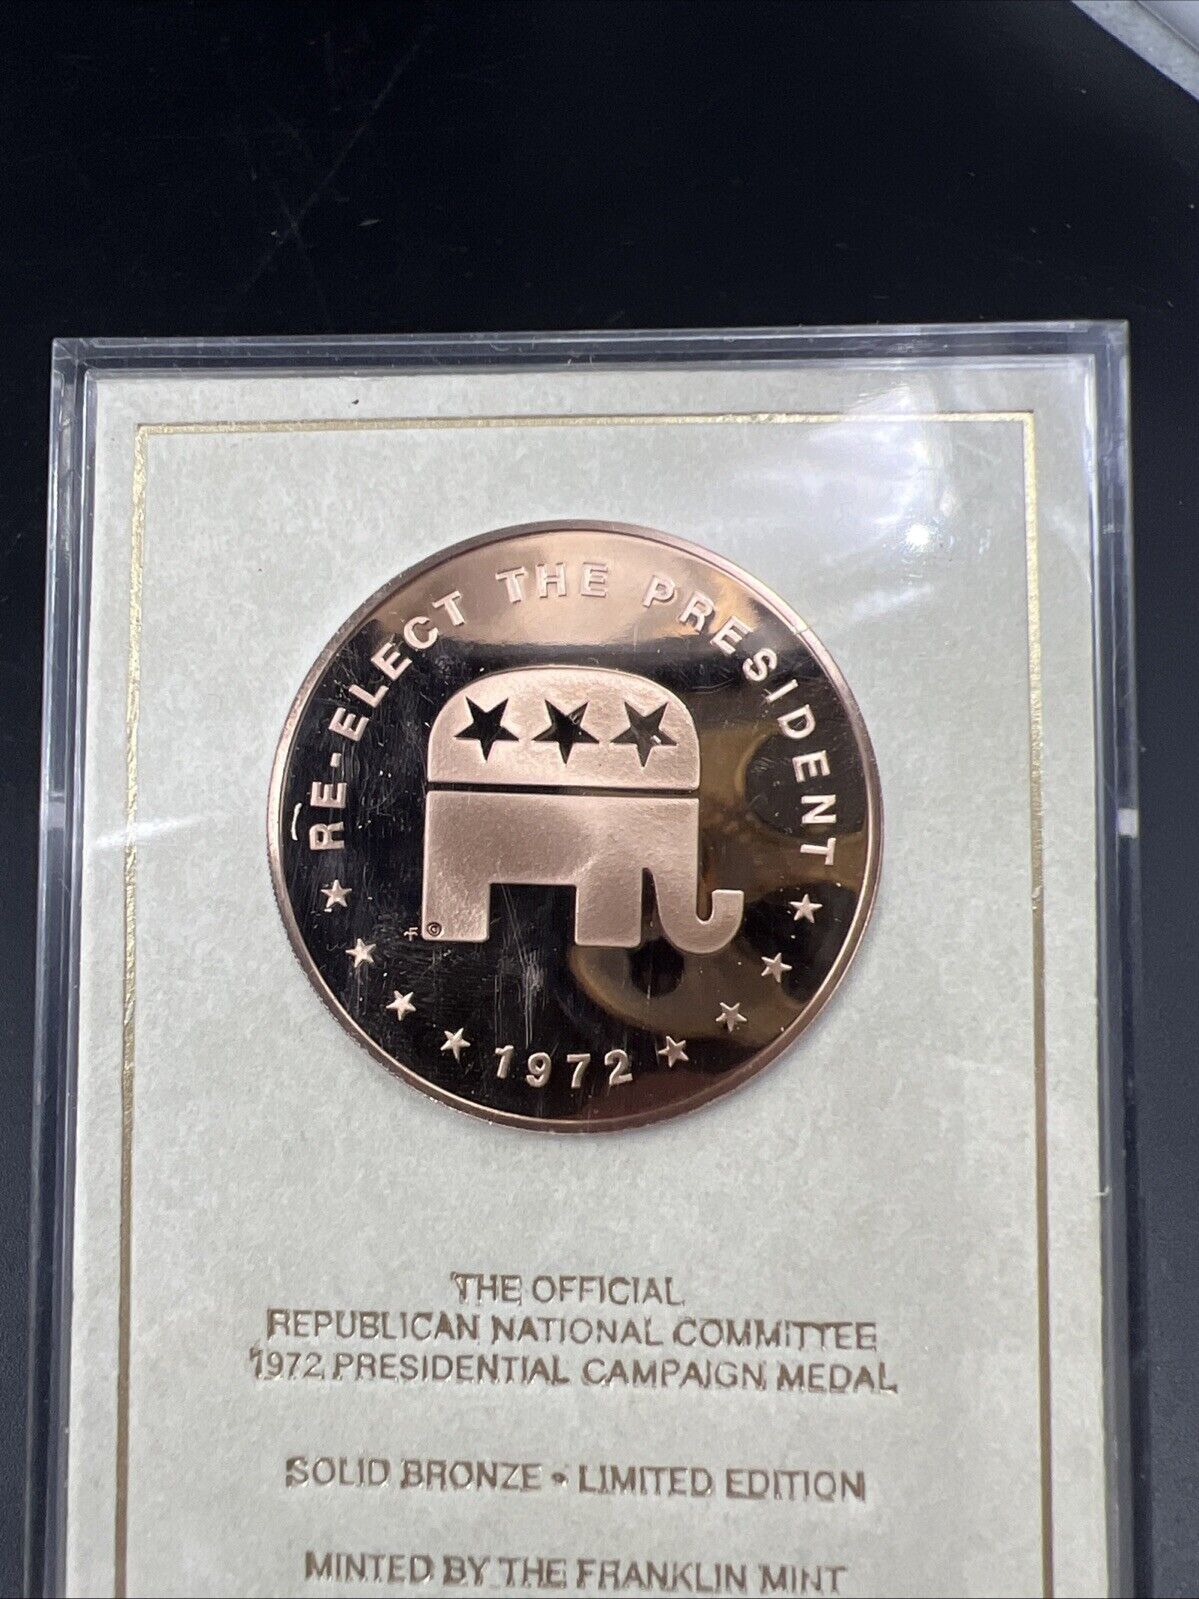 RE-ELECT THE PRESIDENT
©
1972
THE OFFICIAL
REPUBLICAN NATIONAL COMMITTEE
1972 PRESIDENTIAL CAMPAIGN MEDAL
SOLID BRONZE • LIMITED EDITION
MINTED BY THE FRANKLIN MINT